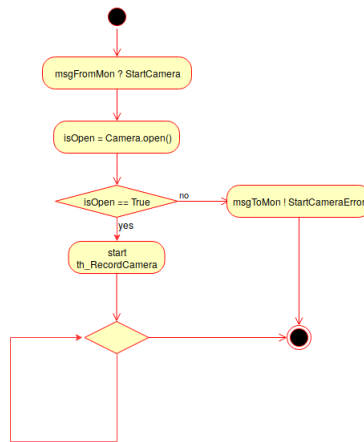 msgFromMon ? StartCamera
isOpen = Camera.open()
isOpen == True
no
msgToMon ! StartCameraError
yes
start
th_RecordCamera